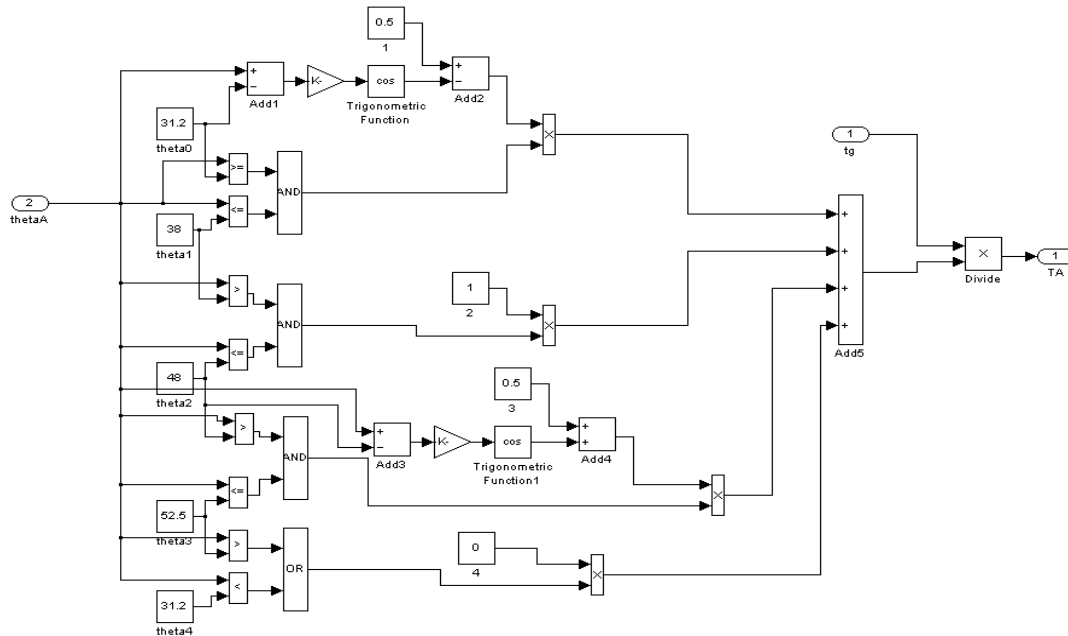 0.5
1
+
−
Add1
K-
cos
Trigonometric
Function
+
−
Add2
31.2
theta0
×
1
tg
>=
AND
2
thetaA
<=
38
theta1
+
+
+
+
Add5
×
Divide
1
TA
>
1
2
×
AND
<=
48
theta2
0.5
3
>
+
−
Add3
K-
cos
Trigonometric
Function1
+
+
Add4
AND
<=
×
52.5
theta3
>
OR
0
4
×
<
31.2
theta4